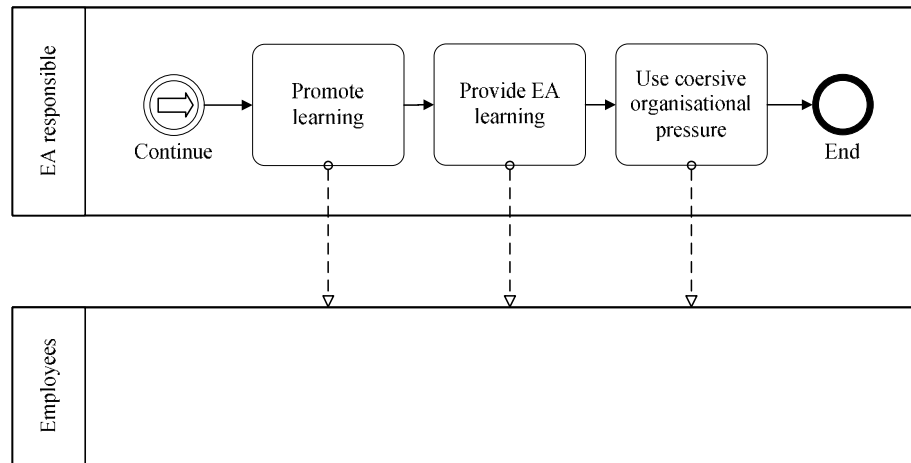 EA responsible
Continue
Promote
learning
Provide EA
learning
Use coersive
organisational
pressure
End
Employees